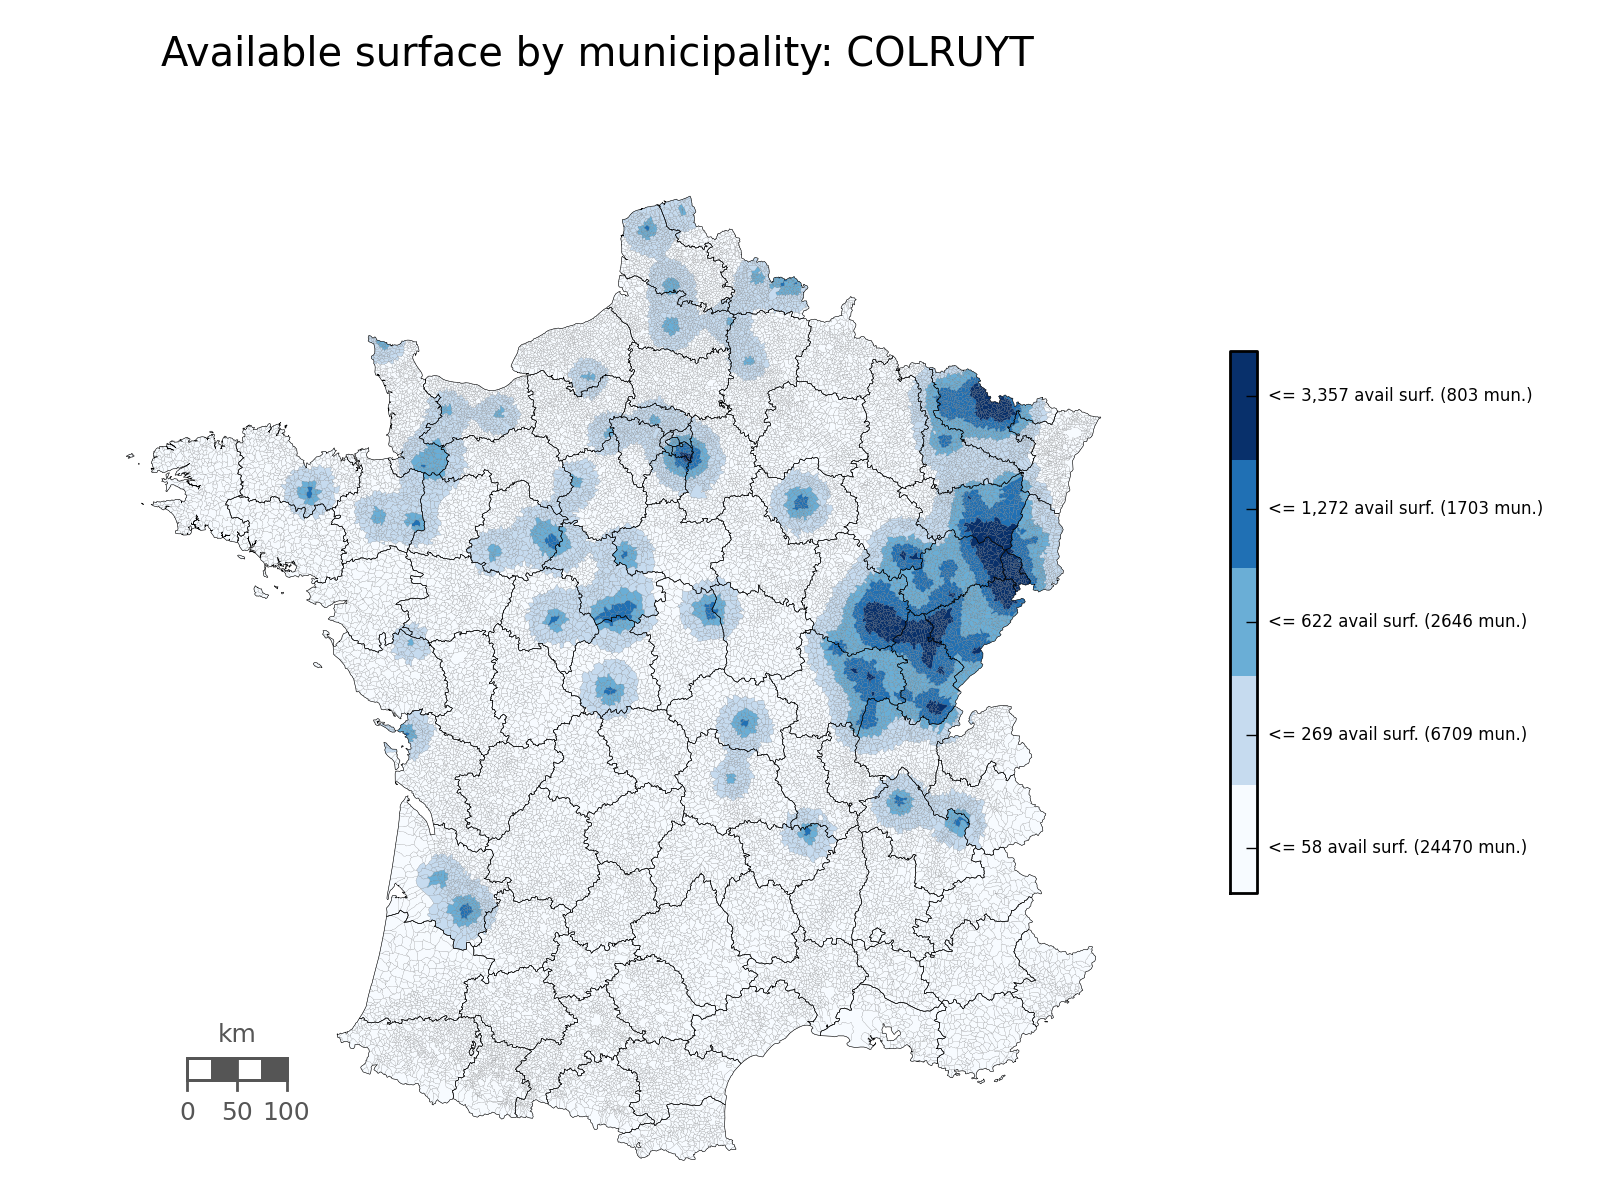 Available surface by municipality: COLRUYT
<= 3,357 avail surf. (803 mun.)
<= 1,272 avail surf. (1703 mun.)
<= 622 avail surf. (2646 mun.)
<= 269 avail surf. (6709 mun.)
<= 58 avail surf. (24470 mun.)
km
0 50 100